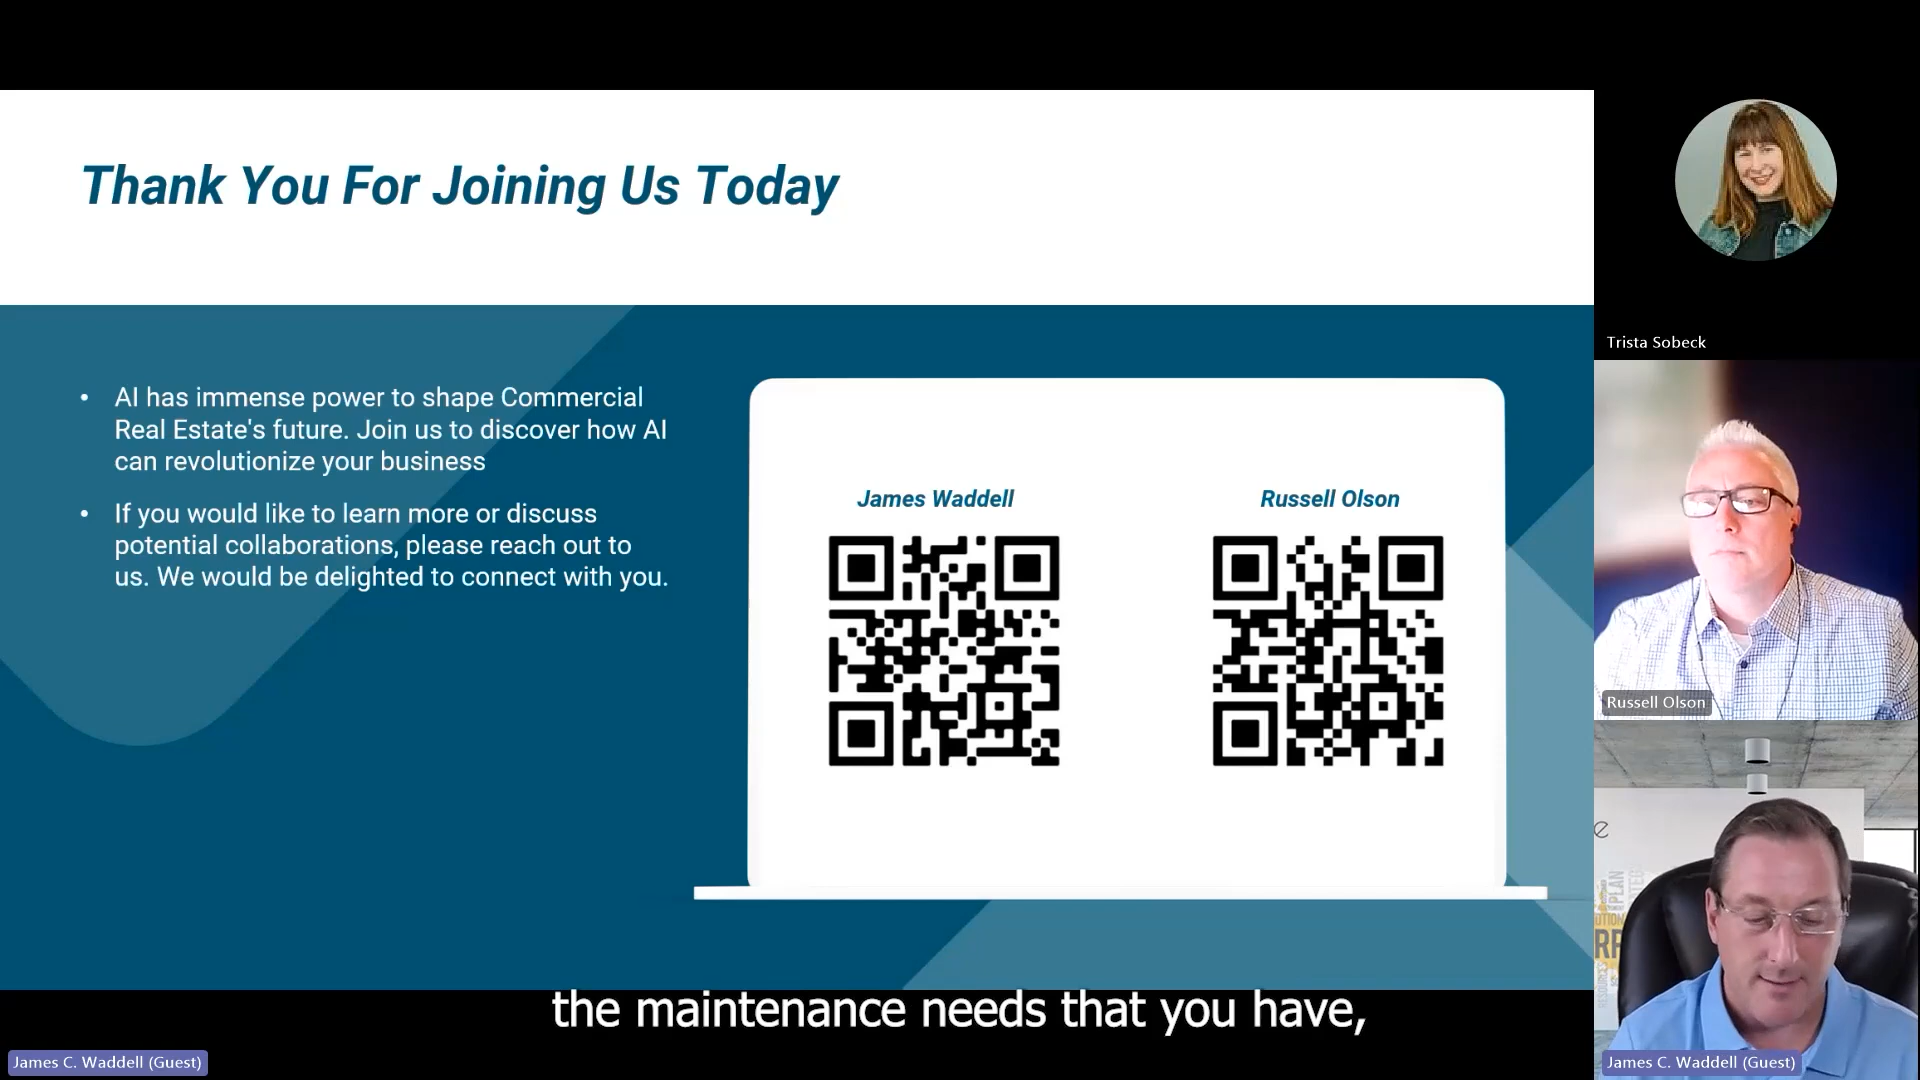 Thank You For Joining Us Today
• AI has immense power to shape Commercial
Real Estate's future. Join us to discover how AI
can revolutionize your business
• If you would like to learn more or discuss
potential collaborations, please reach out to
us. We would be delighted to connect with you.
James Waddell
Russell Olson
Trista Sobeck
Russell Olson
PLAN
the maintenance needs that you have,
James C. Waddell (Guest)
James C. Waddell (Guest)